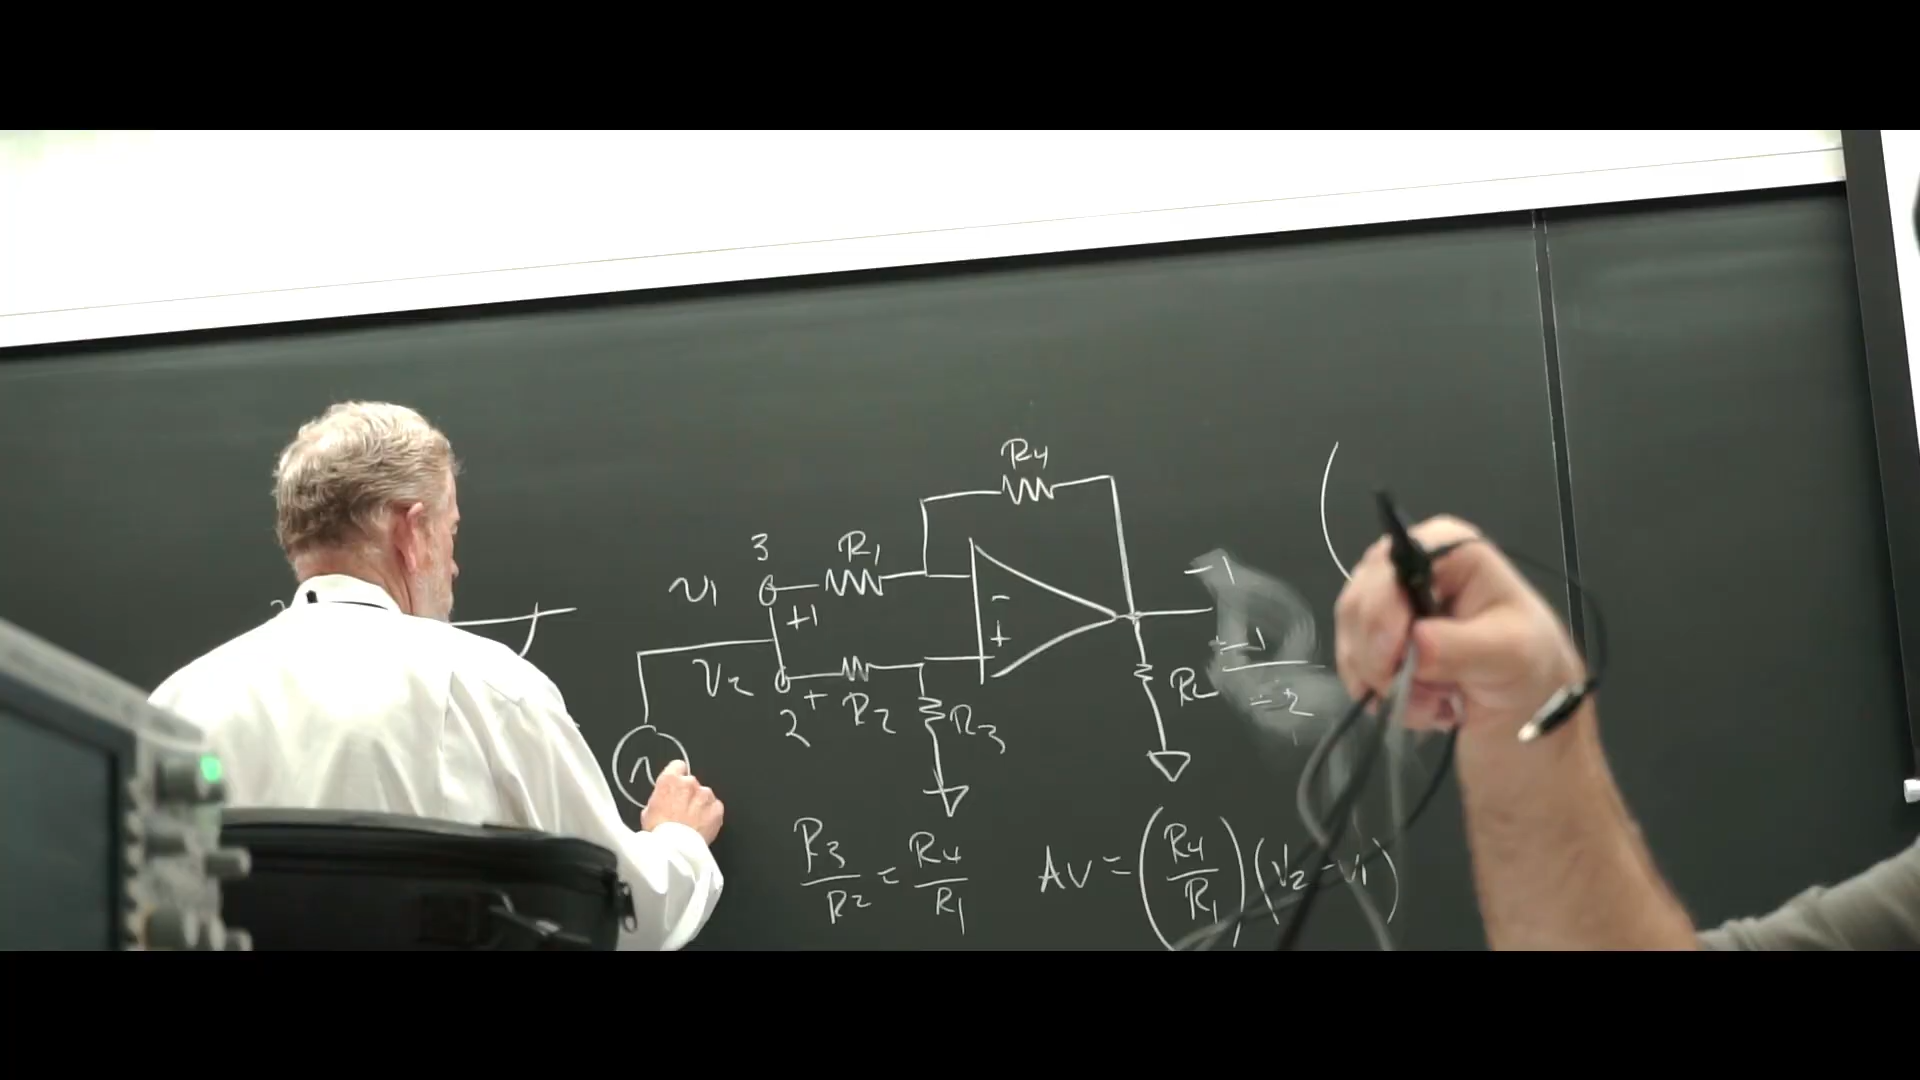 R4
3
R1
v1
+1
-
+
-1
-1
-2
V2
2
+
R2
R3
RL
R3/R2 = R4/R1
AV = (R4/R1)(V2-V1)